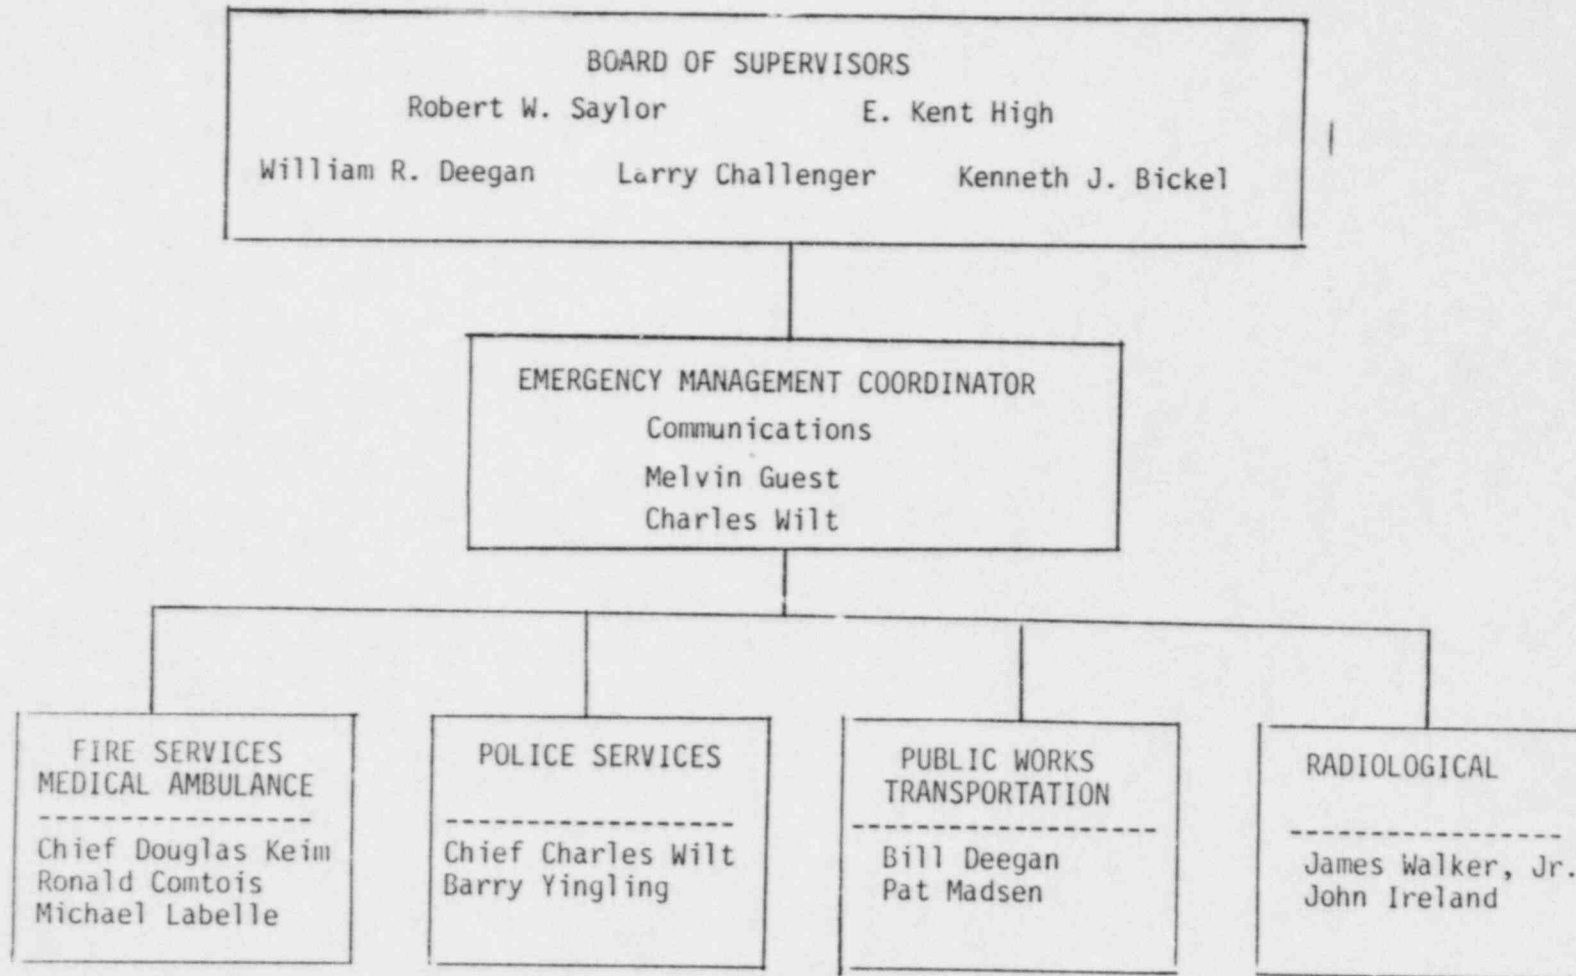 BOARD OF SUPERVISORS
Robert W. Saylor E. Kent High
William R. Deegan Larry Challenger Kenneth J. Bickel
EMERGENCY MANAGEMENT COORDINATOR
Communications
Melvin Guest
Charles Wilt
FIRE SERVICES
MEDICAL AMBULANCE
-----------------
Chief Douglas Keim
Ronald Comtois
Michael Labelle
POLICE SERVICES
------------------
Chief Charles Wilt
Barry Yingling
PUBLIC WORKS
TRANSPORTATION
-------------------
Bill Deegan
Pat Madsen
RADIOLOGICAL
-----------------
James Walker, Jr.
John Ireland